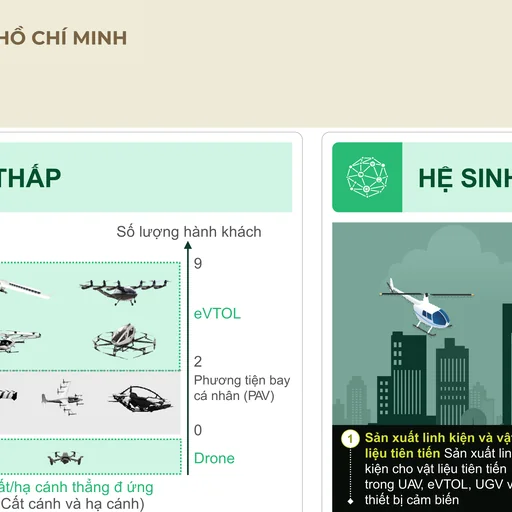 HỒ CHÍ MINH
THẤP
Số lượng hành khách
9
eVTOL
2
Phương tiện bay
cá nhân (PAV)
0
Drone
cất/hạ cánh thẳng đ ứng
Cất cánh và hạ cánh)
HỆ SINH
1
Sản xuất linh kiện và vật
liệu tiên tiến Sản xuất lin
kiện cho vật liệu tiên tiến
trong UAV, eVTOL, UGV v
thiết bị cảm biến